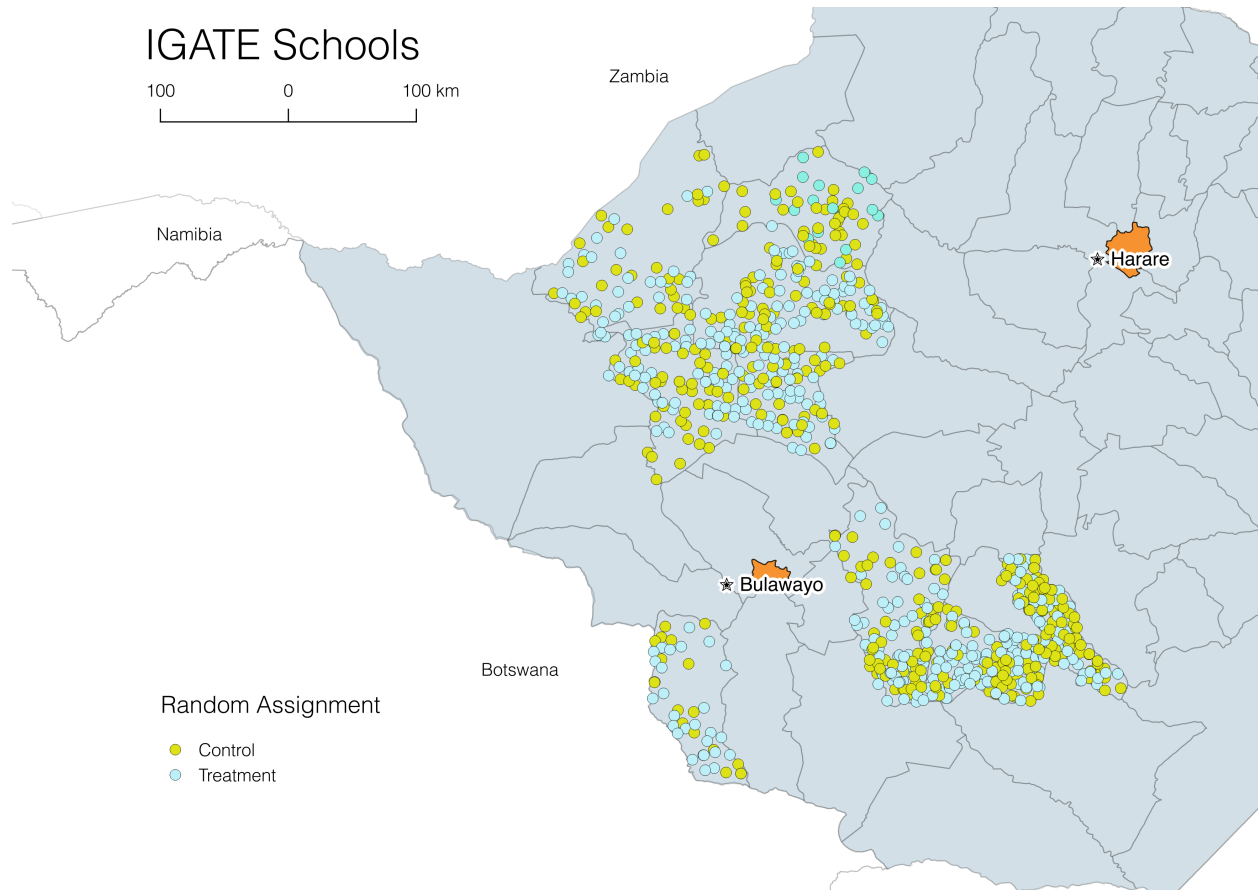 IGATE Schools
100 0 100 km
Zambia
Namibia
Harare
Bulawayo
Botswana
Random Assignment
Control
Treatment